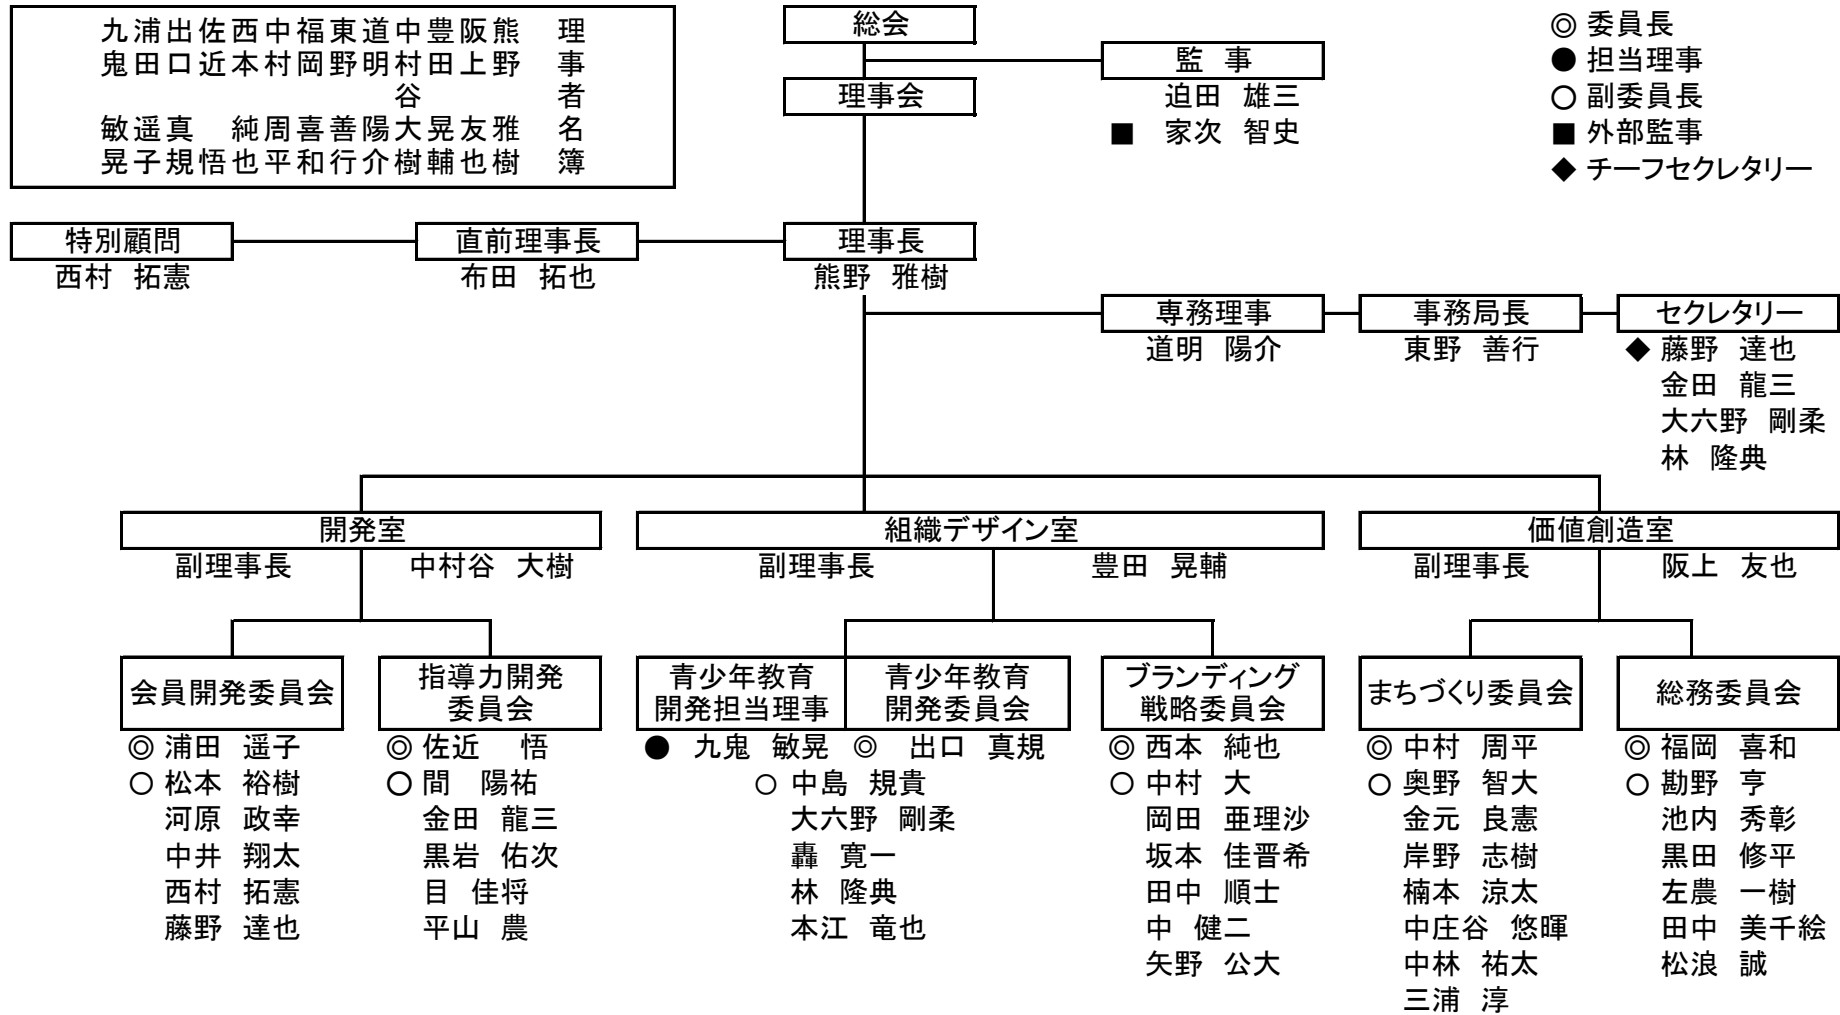 理事者名簿
熊野 雅樹
阪上 友也
豊田 晃輔
中村谷 大樹
道明 陽介
東野 善行
福岡 喜和
中村 周平
西本 純也
佐近 悟
出口 真規
浦田 遥子
九鬼 敏晃
総会
監 事
迫田 雄三
■ 家次 智史
理事会
◎ 委員長
● 担当理事
○ 副委員長
■ 外部監事
◆ チーフセクレタリー
特別顧問
西村 拓憲
直前理事長
布田 拓也
理事長
熊野 雅樹
専務理事
道明 陽介
事務局長
東野 善行
セクレタリー
◆ 藤野 達也
金田 龍三
大六野 剛柔
林 隆典
開発室
副理事長 中村谷 大樹
組織デザイン室
副理事長 豊田 晃輔
価値創造室
副理事長 阪上 友也
会員開発委員会
◎ 浦田 遥子
○ 松本 裕樹
河原 政幸
中井 翔太
西村 拓憲
藤野 達也
指導力開発
委員会
◎ 佐近 悟
○ 間 陽祐
金田 龍三
黒岩 佑次
目 佳将
平山 農
青少年教育
開発担当理事
● 九鬼 敏晃
青少年教育
開発委員会
◎ 出口 真規
○ 中島 規貴
大六野 剛柔
轟 寛一
林 隆典
本江 竜也
ブランディング
戦略委員会
◎ 西本 純也
○ 中村 大
岡田 亜理沙
坂本 佳晋希
田中 順士
中 健二
矢野 公大
まちづくり委員会
◎ 中村 周平
○ 奥野 智大
金元 良憲
岸野 志樹
楠本 涼太
中庄谷 悠暉
中林 祐太
三浦 淳
総務委員会
◎ 福岡 喜和
○ 勘野 亨
池内 秀彰
黒田 修平
左農 一樹
田中 美千絵
松浪 誠